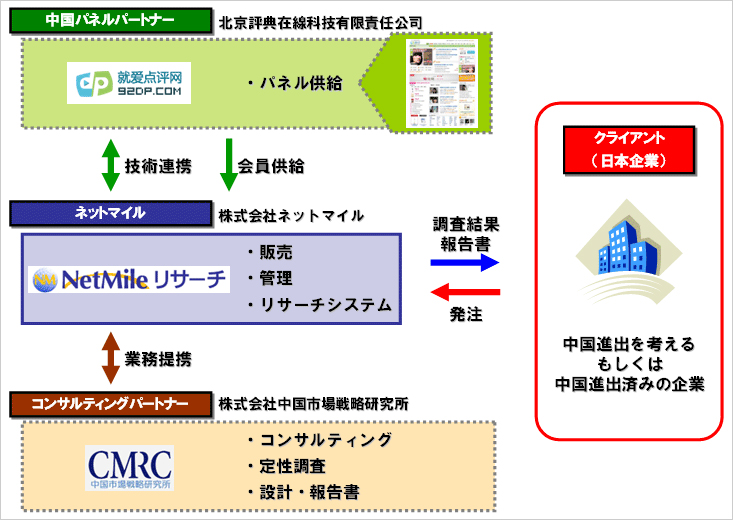 中国パネルパートナー
北京評典在線科技有限責任公司
就爱点评网
92DP.COM
・パネル供給
技術連携
会員供給
クライアント
（日本企業）
ネットマイル
株式会社ネットマイル
NM NetMile リサーチ
・販売
・管理
・リサーチシステム
調査結果
報告書
発注
中国進出を考える
もしくは
中国進出済みの企業
業務提携
コンサルティングパートナー
株式会社中国市場戦略研究所
CMRC
中国市場戦略研究所
・コンサルティング
・定性調査
・設計・報告書